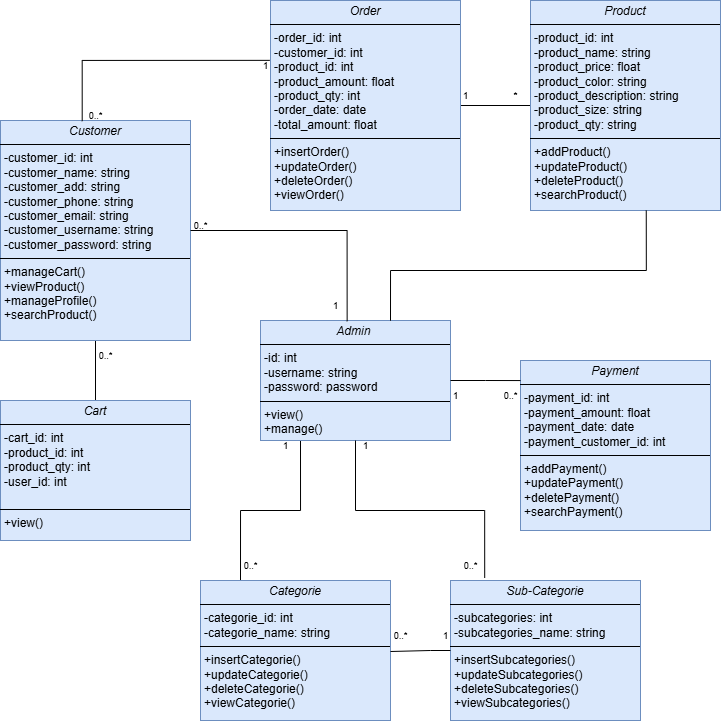 Order
-order_id: int
-customer_id: int
-product_id: int
-product_amount: float
-product_qty: int
-order_date: date
-total_amount: float
+insertOrder()
+updateOrder()
+deleteOrder()
+viewOrder()
Product
-product_id: int
-product_name: string
-product_price: float
-product_color: string
-product_description: string
-product_size: string
-product_qty: string
+addProduct()
+updateProduct()
+deleteProduct()
+searchProduct()
1
1
*
0..*
Customer
-customer_id: int
-customer_name: string
-customer_add: string
-customer_phone: string
-customer_email: string
-customer_username: string
-customer_password: string
+manageCart()
+viewProduct()
+manageProfile()
+searchProduct()
0..*
1
0..*
Admin
-id: int
-username: string
-password: password
+view()
+manage()
1
0..*
Payment
-payment_id: int
-payment_amount: float
-payment_date: date
-payment_customer_id: int
+addPayment()
+updatePayment()
+deletePayment()
+searchPayment()
Cart
-cart_id: int
-product_id: int
-product_qty: int
-user_id: int
+view()
1
1
0..*
0..*
Categorie
-categorie_id: int
-categorie_name: string
+insertCategorie()
+updateCategorie()
+deleteCategorie()
+viewCategorie()
0..*
1
Sub-Categorie
-subcategories: int
-subcategories_name: string
+insertSubcategories()
+updateSubcategories()
+deleteSubcategories()
+viewSubcategories()